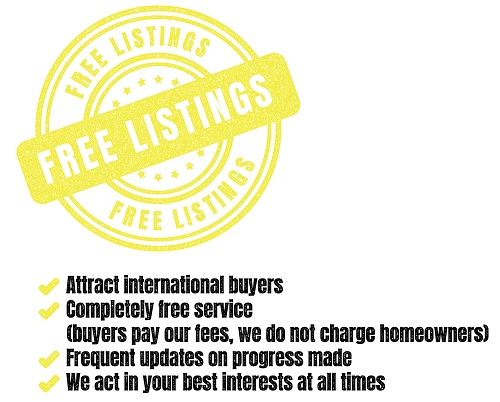 FREE LISTINGS
FREE LISTINGS
FREE LISTINGS
Attract international buyers
Completely free service
(buyers pay our fees, we do not charge homeowners)
Frequent updates on progress made
We act in your best interests at all times